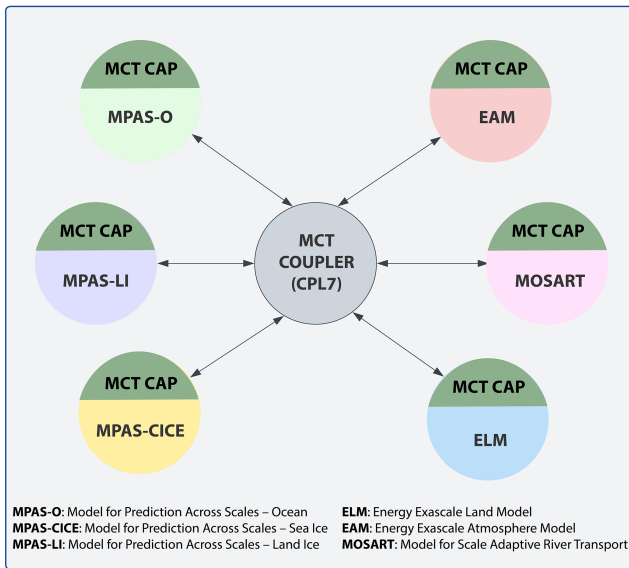 MCT CAP
MPAS-O
MCT CAP
EAM
MCT CAP
MPAS-LI
MCT
COUPLER
(CPL7)
MCT CAP
MOSART
MCT CAP
MPAS-CICE
MCT CAP
ELM
MPAS-O: Model for Prediction Across Scales – Ocean
MPAS-CICE: Model for Prediction Across Scales – Sea Ice
MPAS-LI: Model for Prediction Across Scales – Land Ice
ELM: Energy Exascale Land Model
EAM: Energy Exascale Atmosphere Model
MOSART: Model for Scale Adaptive River Transport